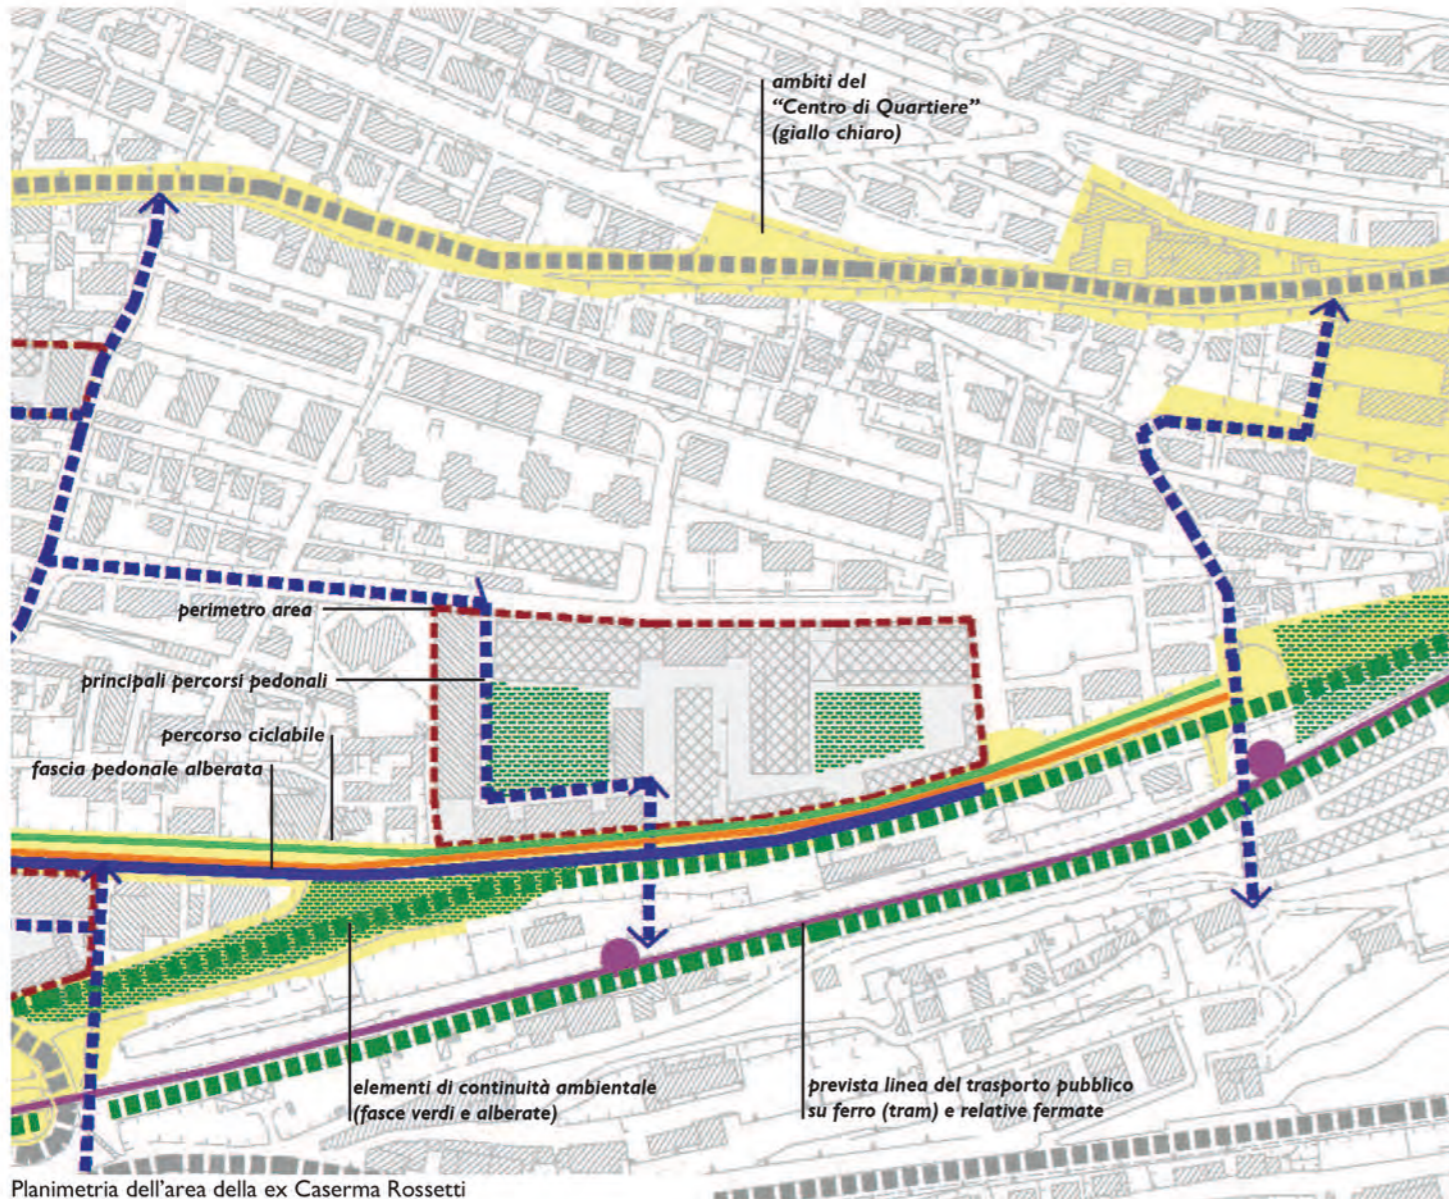 ambiti del
“Centro di Quartiere”
(giallo chiaro)
perimetro area
principali percorsi pedonali
percorso ciclabile
fascia pedonale alberata
elementi di continuità ambientale
(fasce verdi e alberate)
prevista linea del trasporto pubblico
su ferro (tram) e relative fermate
Planimetria dell’area della ex Caserma Rossetti